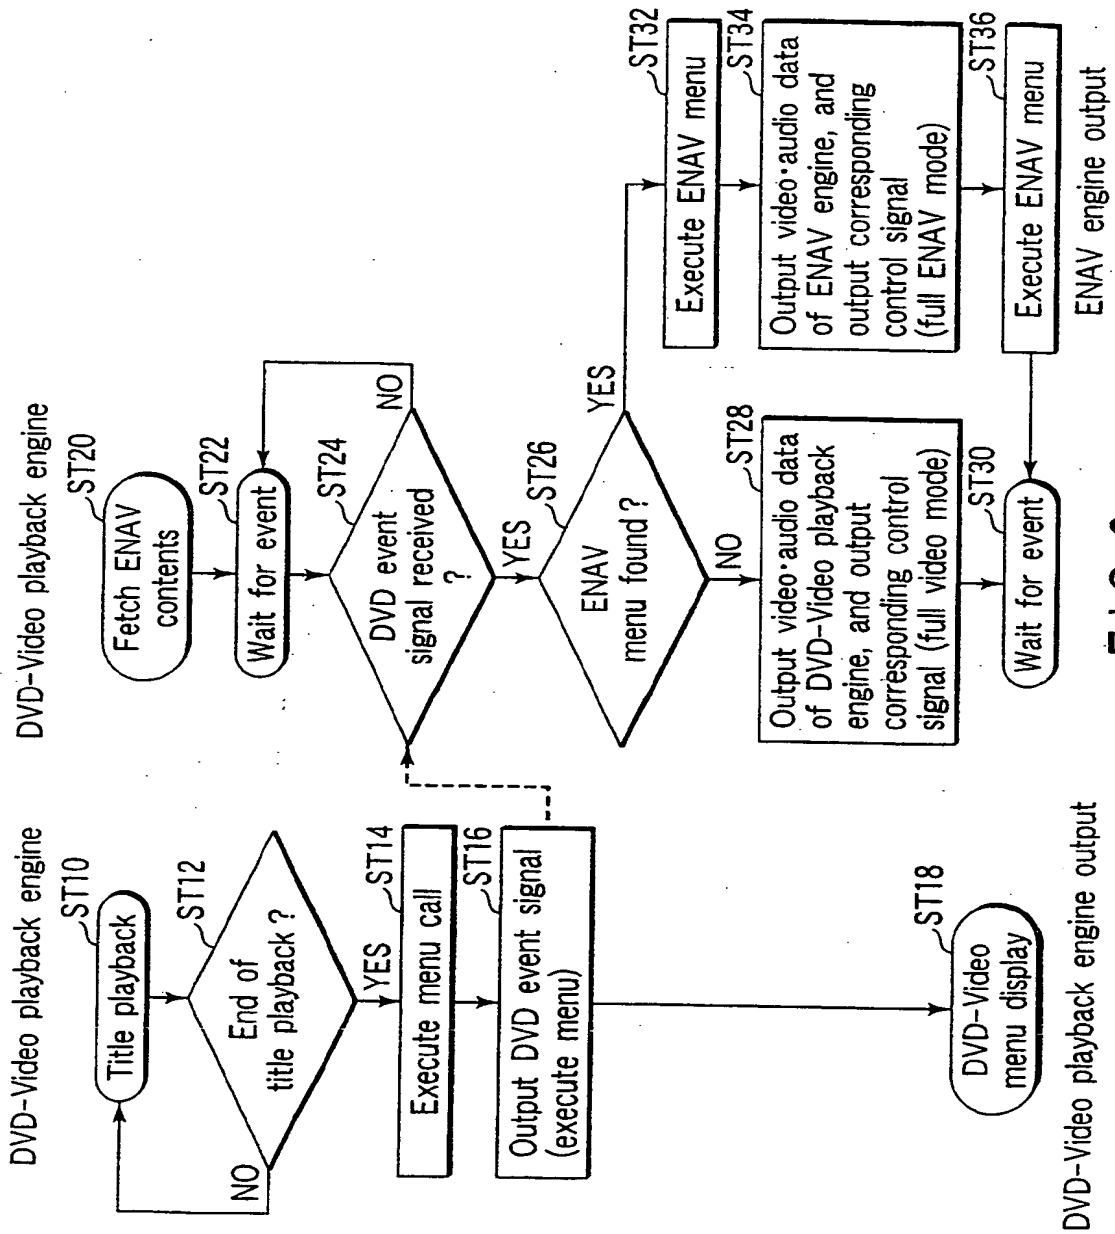 DVD-Video playback engine
ST10
Title playback
ST12
End of
title playback?
NO
YES
ST14
Execute menu call
ST16
Output DVD event signal
(execute menu)
ST18
DVD-Video
menu display
DVD-Video playback engine output
DVD-Video playback engine
ST20
Fetch ENAV
contents
ST22
Wait for event
ST24
DVD event
signal received
?
NO
YES
ST26
ENAV
menu found?
YES
NO
ST28
Output video·audio data
of DVD-Video playback
engine, and output
corresponding control
signal (full video mode)
ST30
Wait for event
ST32
Execute ENAV menu
ST34
Output video·audio data
of ENAV engine, and
output corresponding
control signal
(full ENAV mode)
ST36
Execute ENAV menu
ENAV engine output